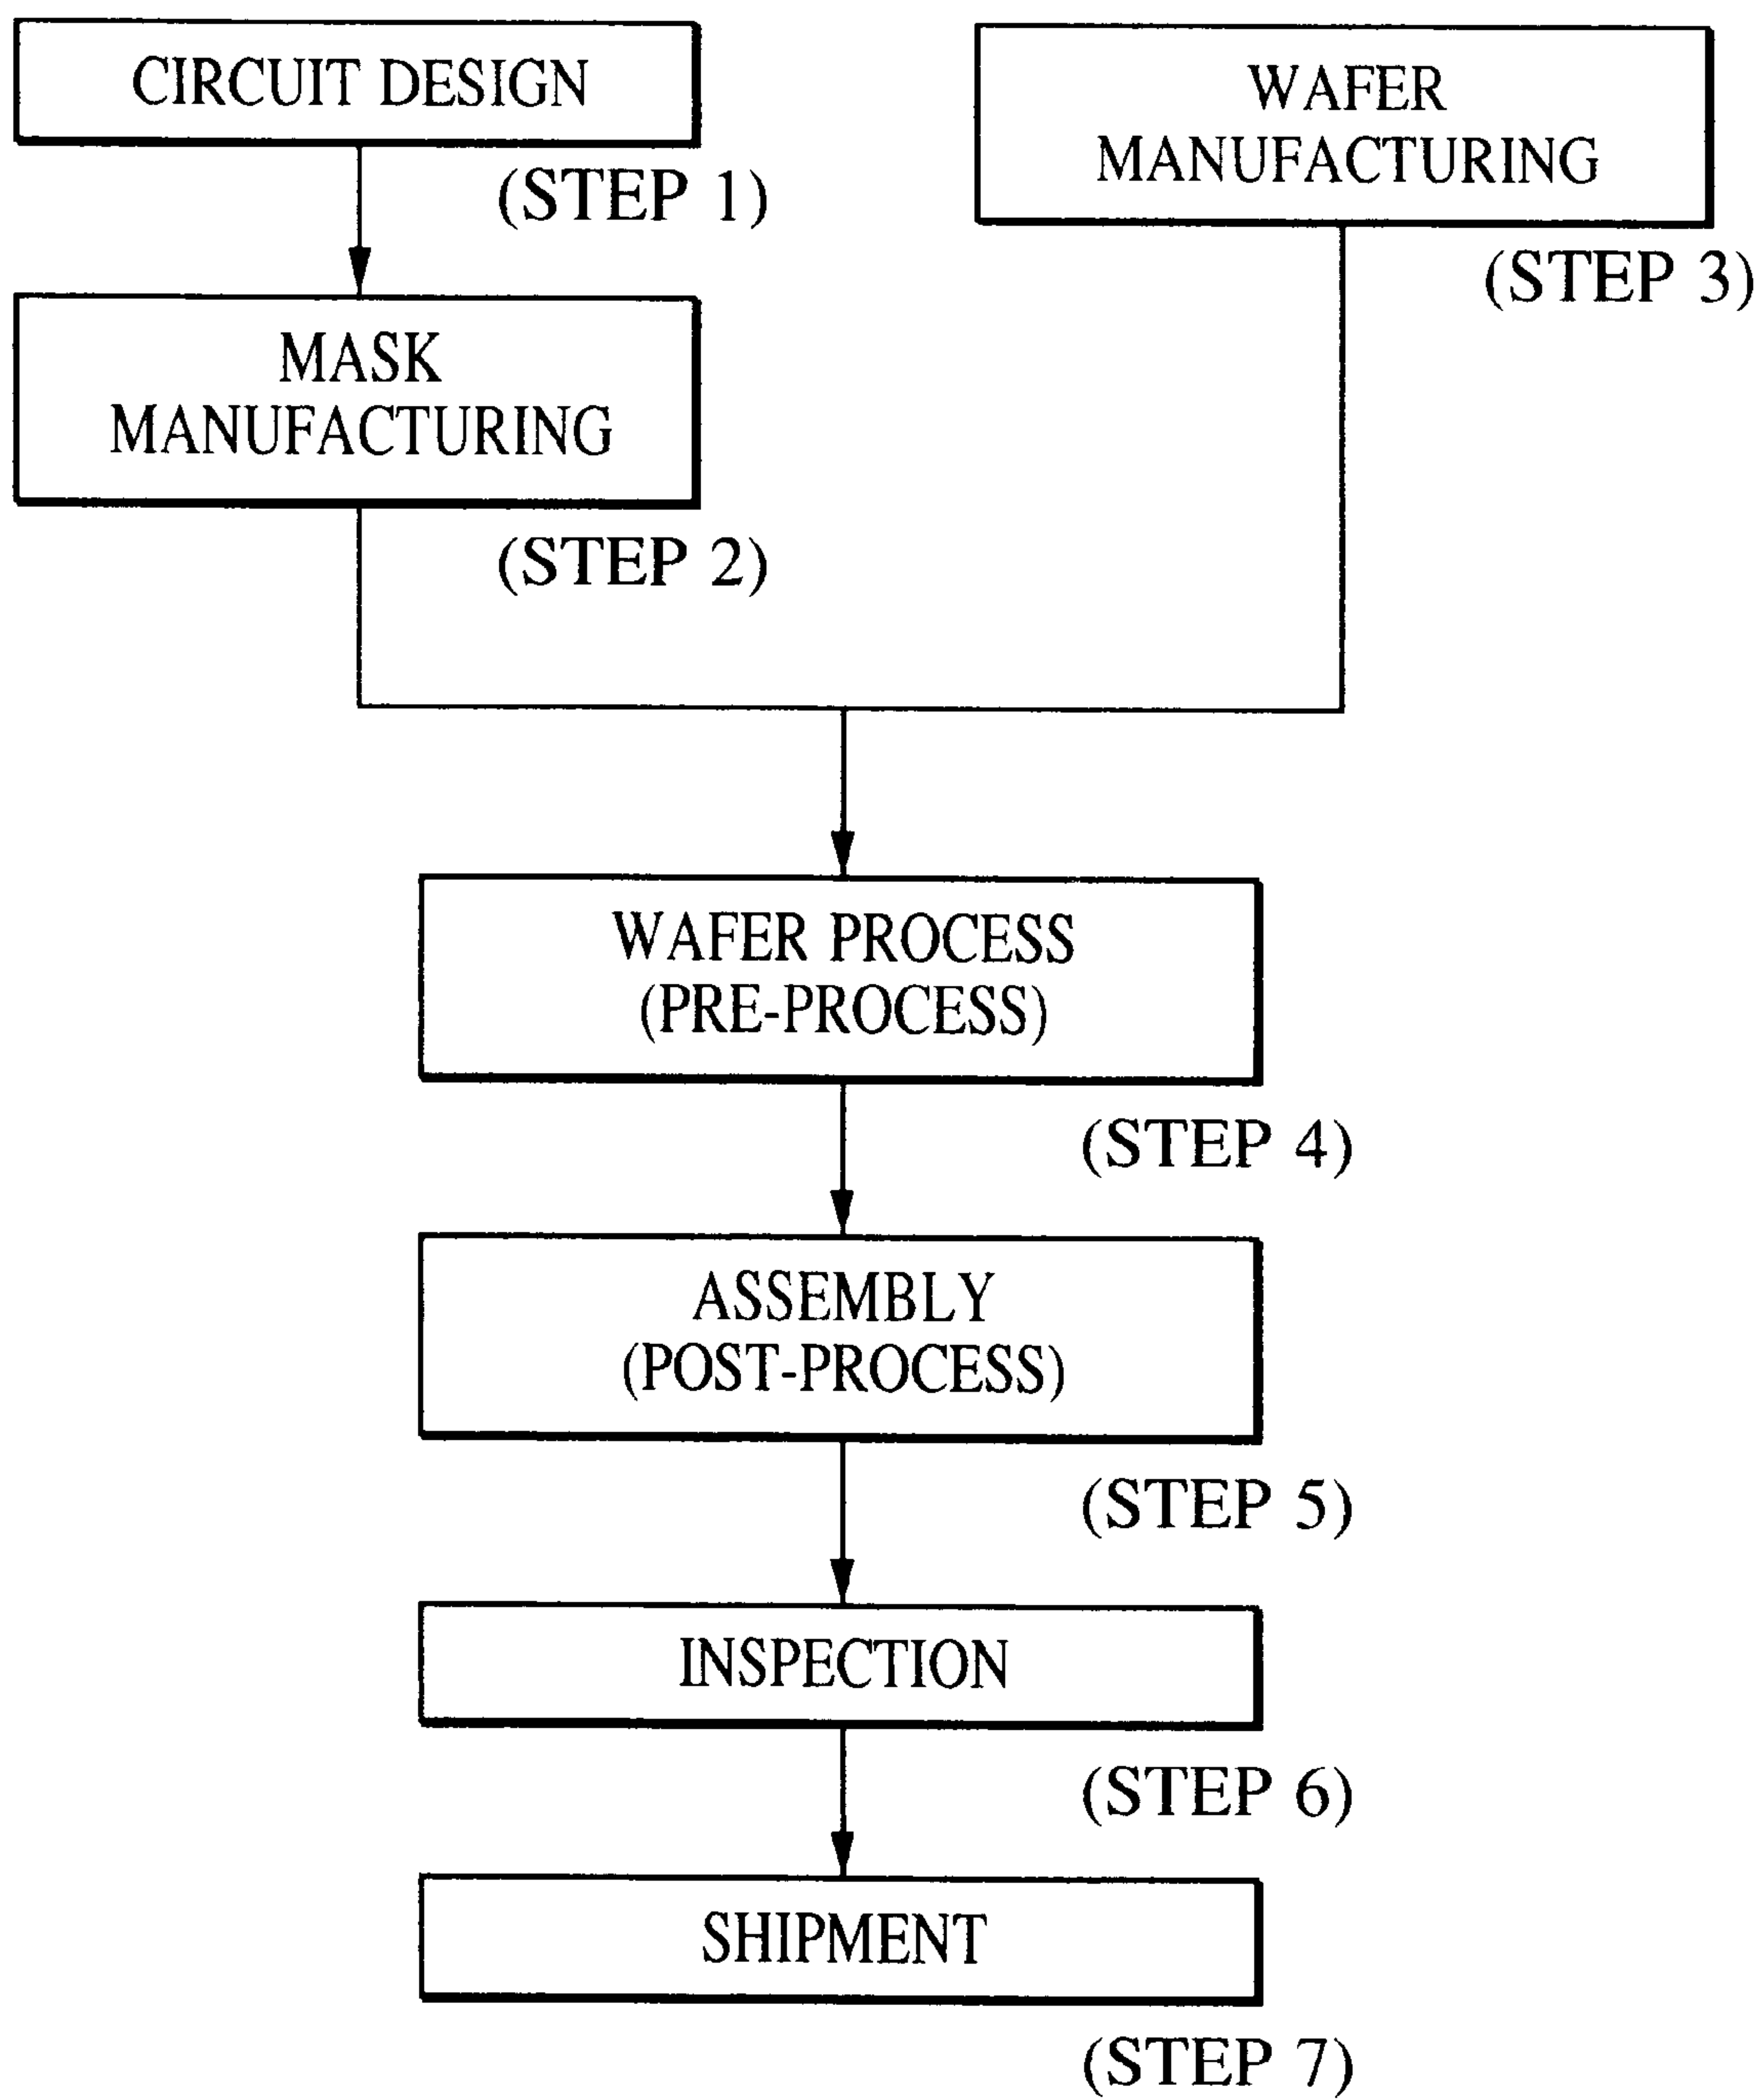 CIRCUIT DESIGN
(STEP 1)
MASK
MANUFACTURING
(STEP 2)
WAFER
MANUFACTURING
(STEP 3)
WAFER PROCESS
(PRE-PROCESS)
(STEP 4)
ASSEMBLY
(POST-PROCESS)
(STEP 5)
INSPECTION
(STEP 6)
SHIPMENT
(STEP 7)